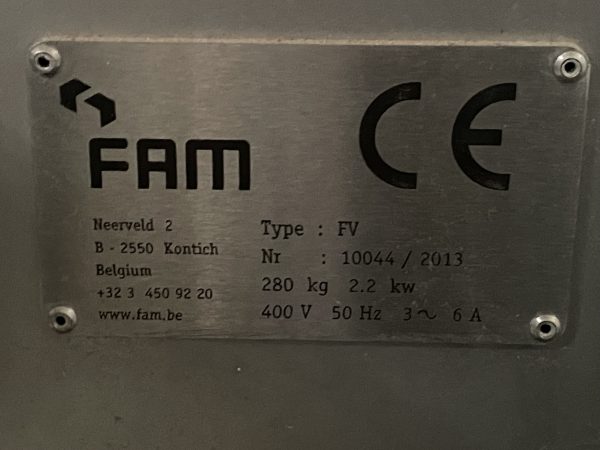 FAM
CE
Neerveld 2
B - 2550 Kontich
Belgium
+32 3 450 92 20
www.fam.be
Type : FV
Nr : 10044 / 2013
280 kg 2.2 kw
400 V 50 Hz 3~ 6 A